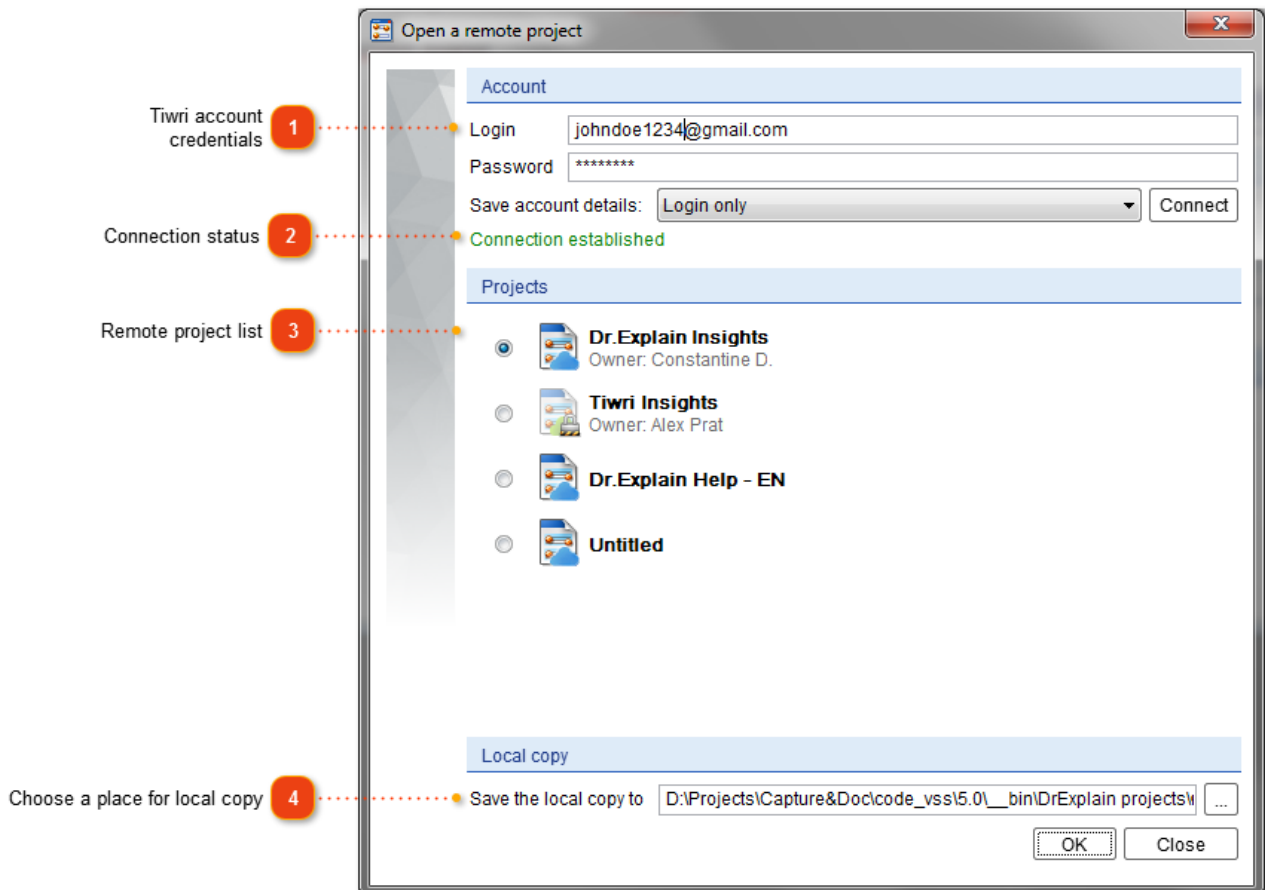 Open a remote project
Account
Tiwri account
credentials
1
Login johndoe1234@gmail.com
Password ********
Save account details: Login only Connect
Connection status 2
Connection established
Projects
Remote project list 3
Dr.Explain Insights
Owner: Constantine D.
Tiwri Insights
Owner: Alex Prat
Dr.Explain Help - EN
Untitled
Local copy
Choose a place for local copy 4
Save the local copy to D:\Projects\Capture&Doc\code_vss\5.0\__bin\DrExplain projects\ ...
OK Close